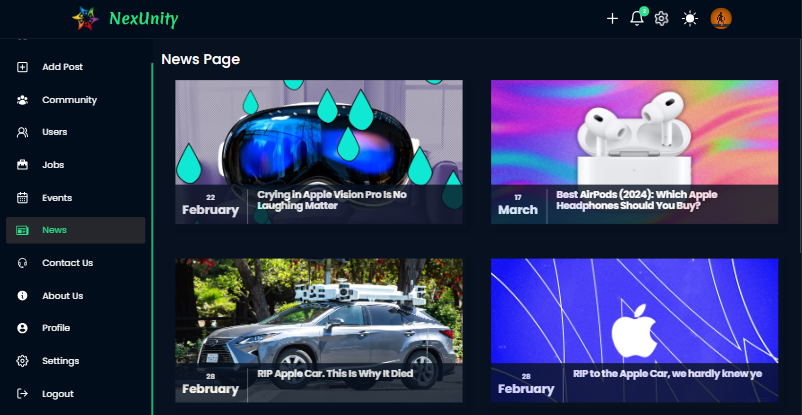 NexUnity
3
Add Post
Community
Users
Jobs
Events
News
Contact Us
About Us
Profile
Settings
Logout
News Page
22
February
Crying in Apple Vision Pro Is No
Laughing Matter
17
March
Best AirPods (2024): Which Apple
Headphones Should You Buy?
28
February
RIP Apple Car. This Is Why It Died
28
February
RIP to the Apple Car, we hardly knew ye